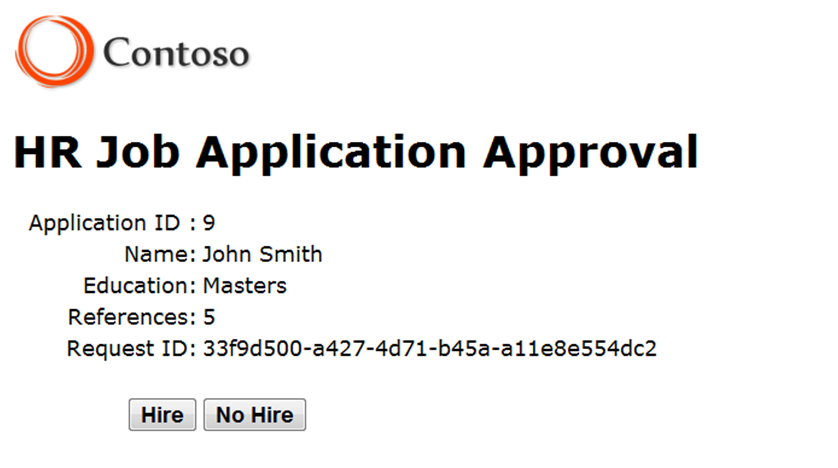 Contoso
HR Job Application Approval
Application ID : 9
Name: John Smith
Education: Masters
References: 5
Request ID: 33f9d500-a427-4d71-b45a-a11e8e554dc2
Hire No Hire